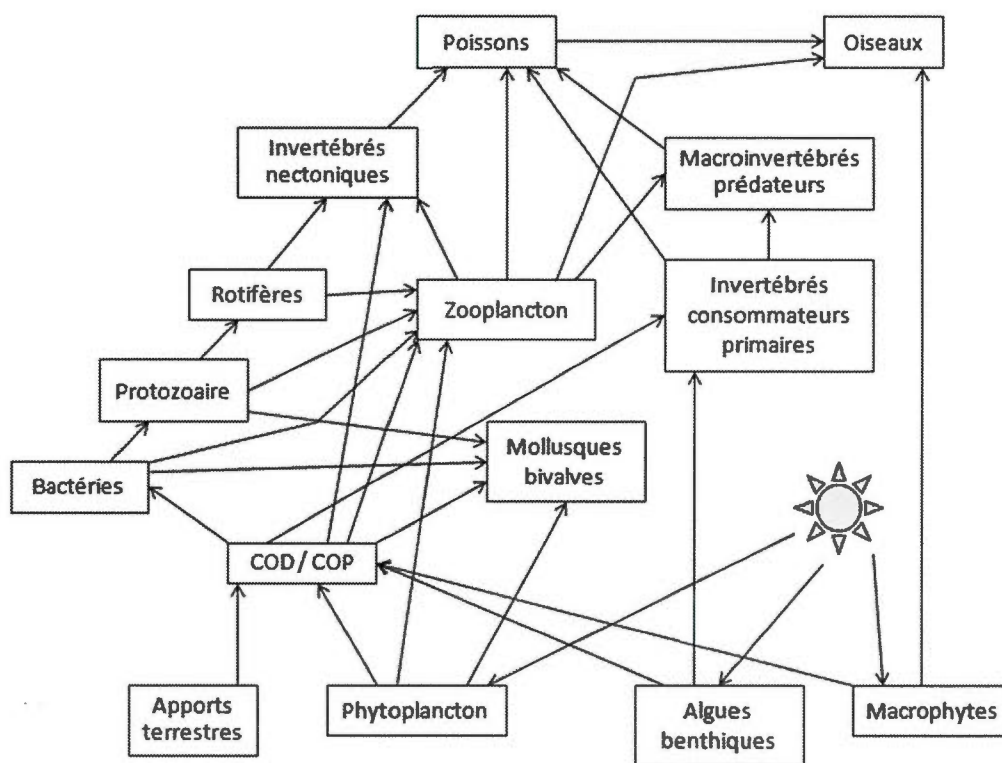 Poissons
Oiseaux
Invertébrés
nectoniques
Macroinvertébrés
prédateurs
Rotifères
Zooplancton
Invertébrés
consommateurs
primaires
Protozoaire
Mollusques
bivalves
Bactéries
COD / COP
Apports
terrestres
Phytoplancton
Algues
benthiques
Macrophytes